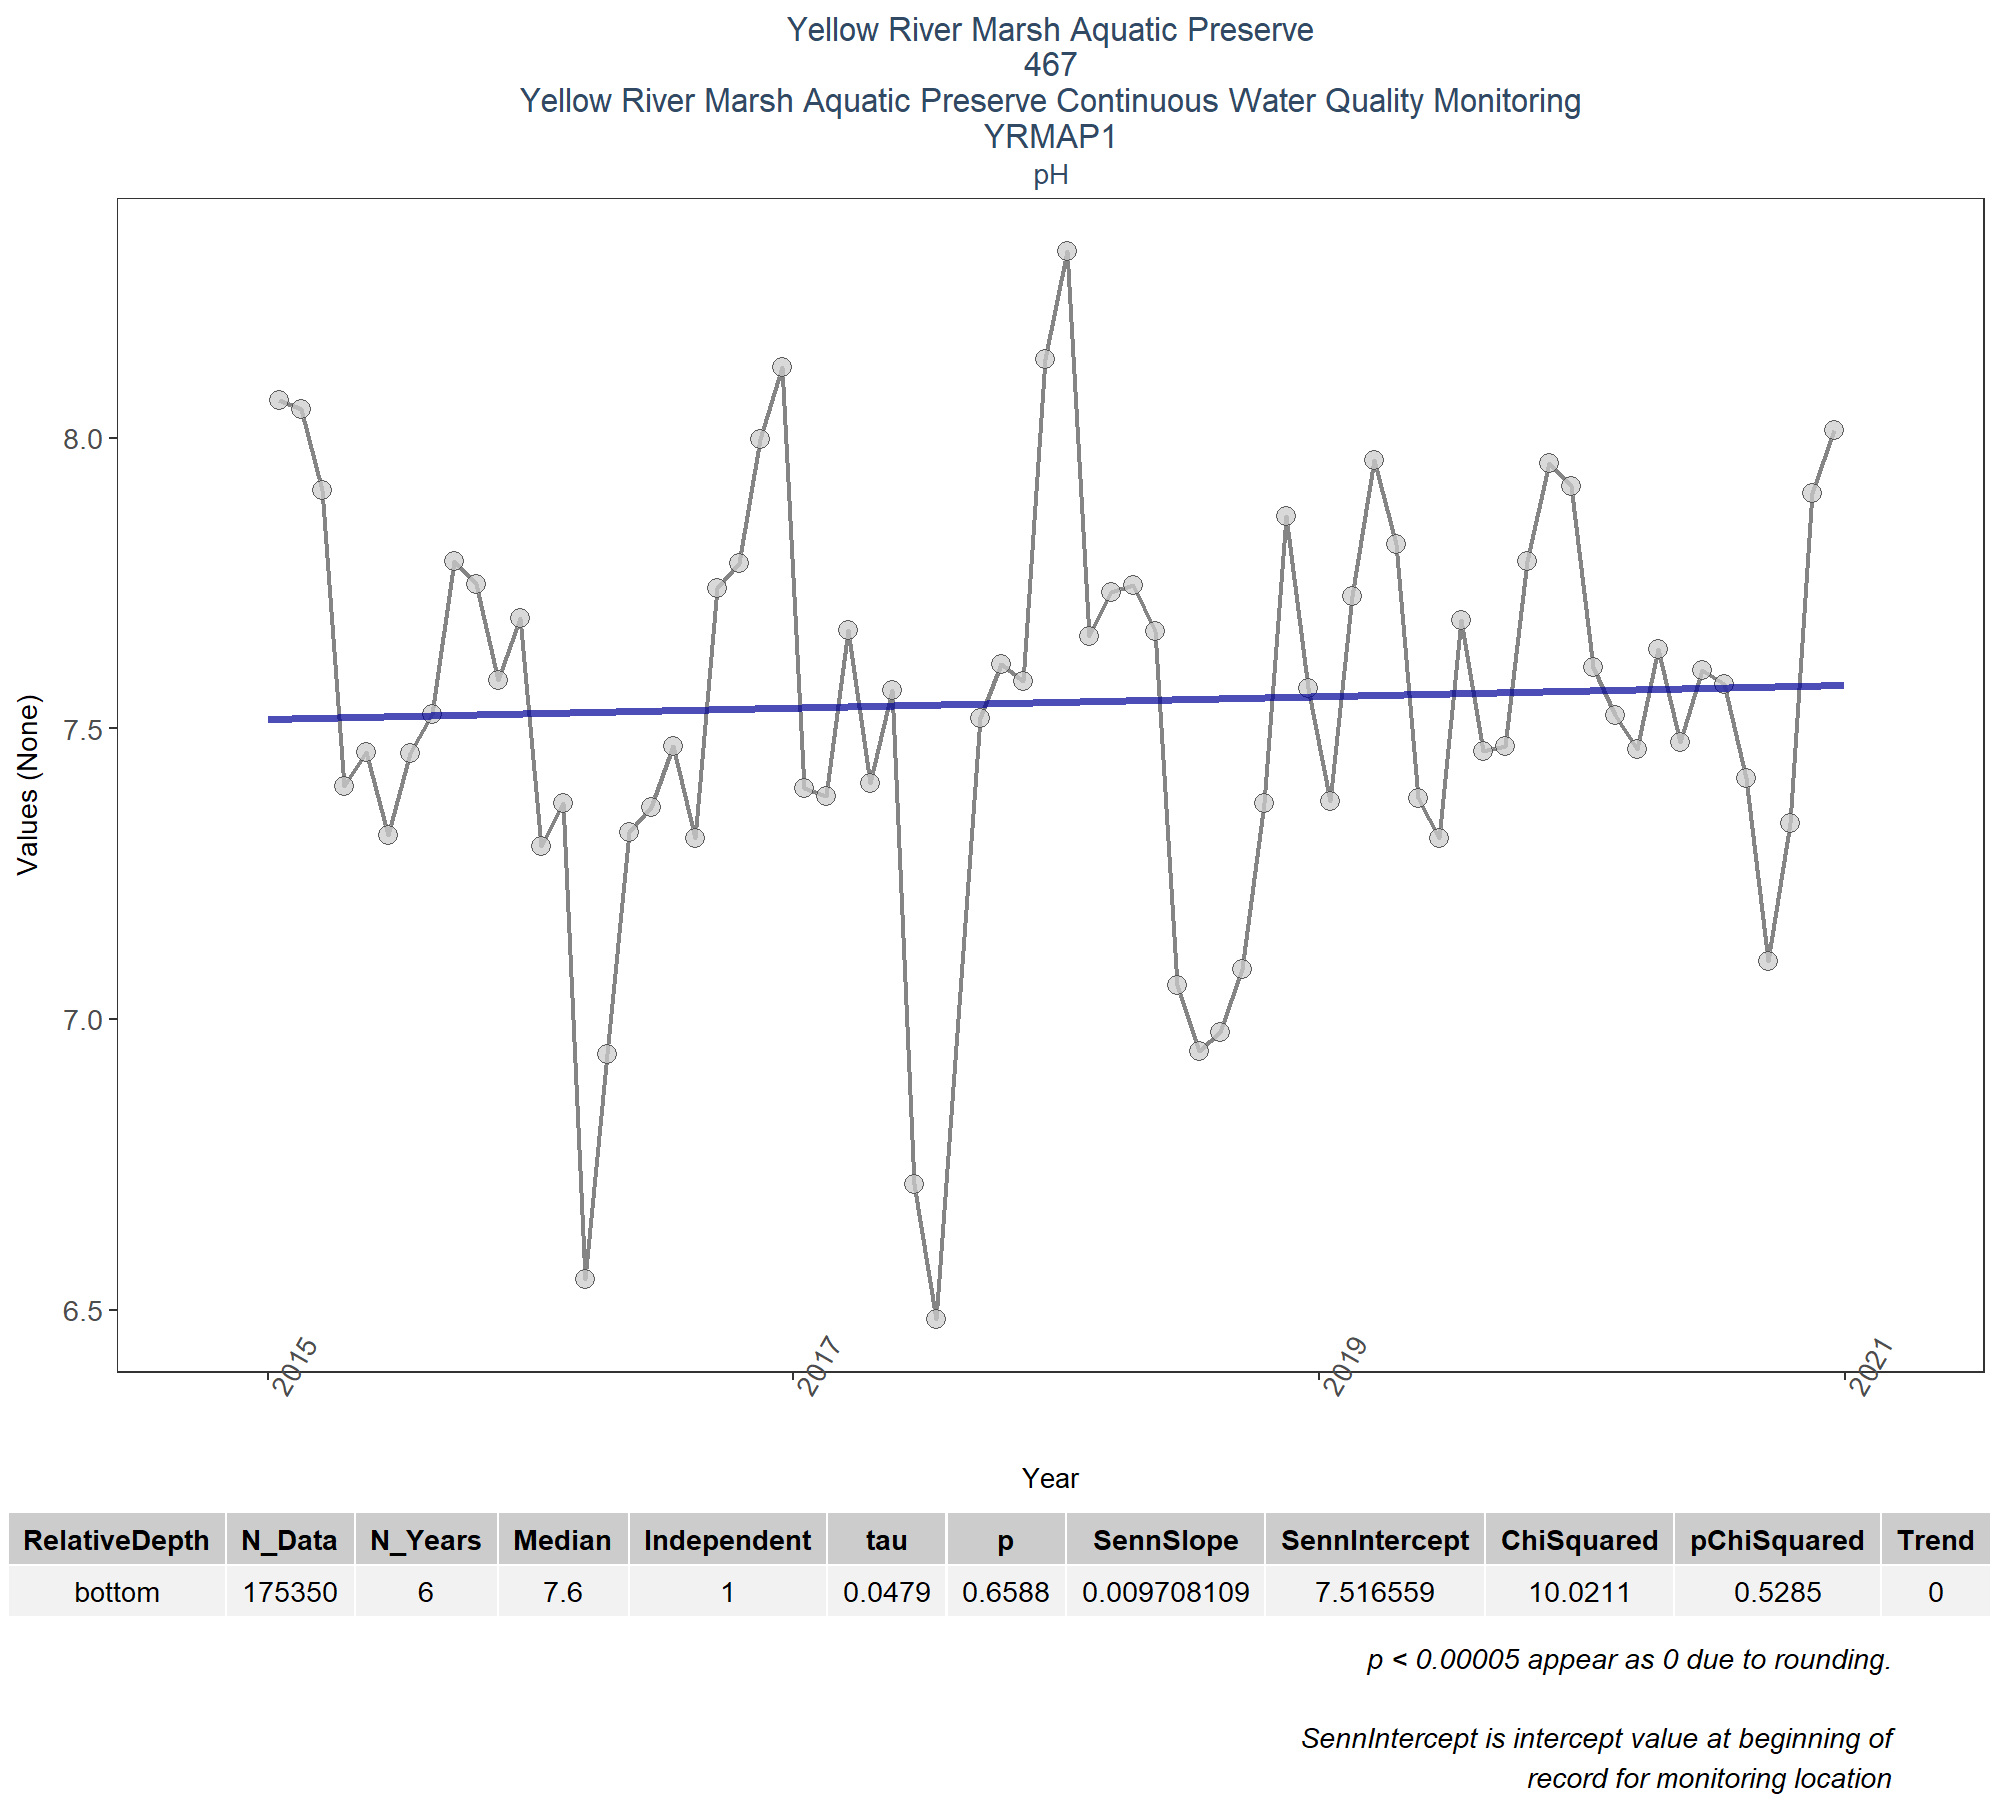 Yellow River Marsh Aquatic Preserve
467
Yellow River Marsh Aquatic Preserve Continuous Water Quality Monitoring
YRMAP1
pH
Values (None)
8.0
7.5
7.0
6.5
2015 2017 2019 2021
Year
RelativeDepth N_Data N_Years Median Independent tau p SennSlope SennIntercept ChiSquared pChiSquared Trend
bottom 175350 6 7.6 1 0.0479 0.6588 0.009708109 7.516559 10.0211 0.5285 0
p < 0.00005 appear as 0 due to rounding.
SennIntercept is intercept value at beginning of
record for monitoring location